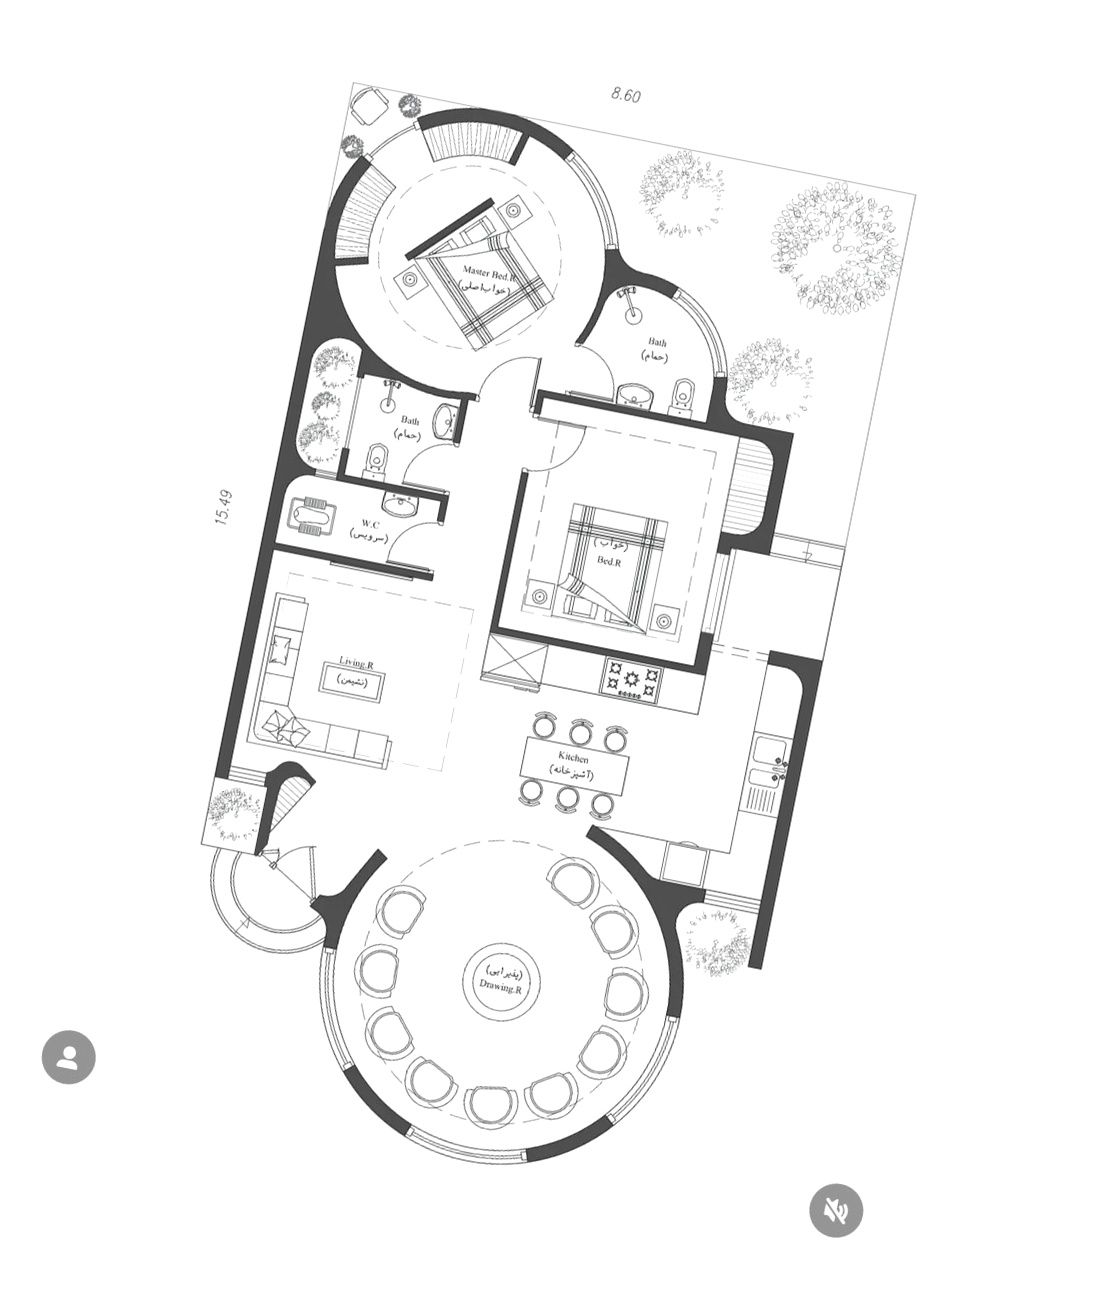 8.60
15.49
Master Bed.R
(خواب اصلی)
Bath
(حمام)
Bath
(حمام)
W.C
(سرویس)
(خواب)
Bed.R
Living.R
(نشیمن)
Kitchen
(آشپزخانه)
(پذیرایی)
Drawing.R